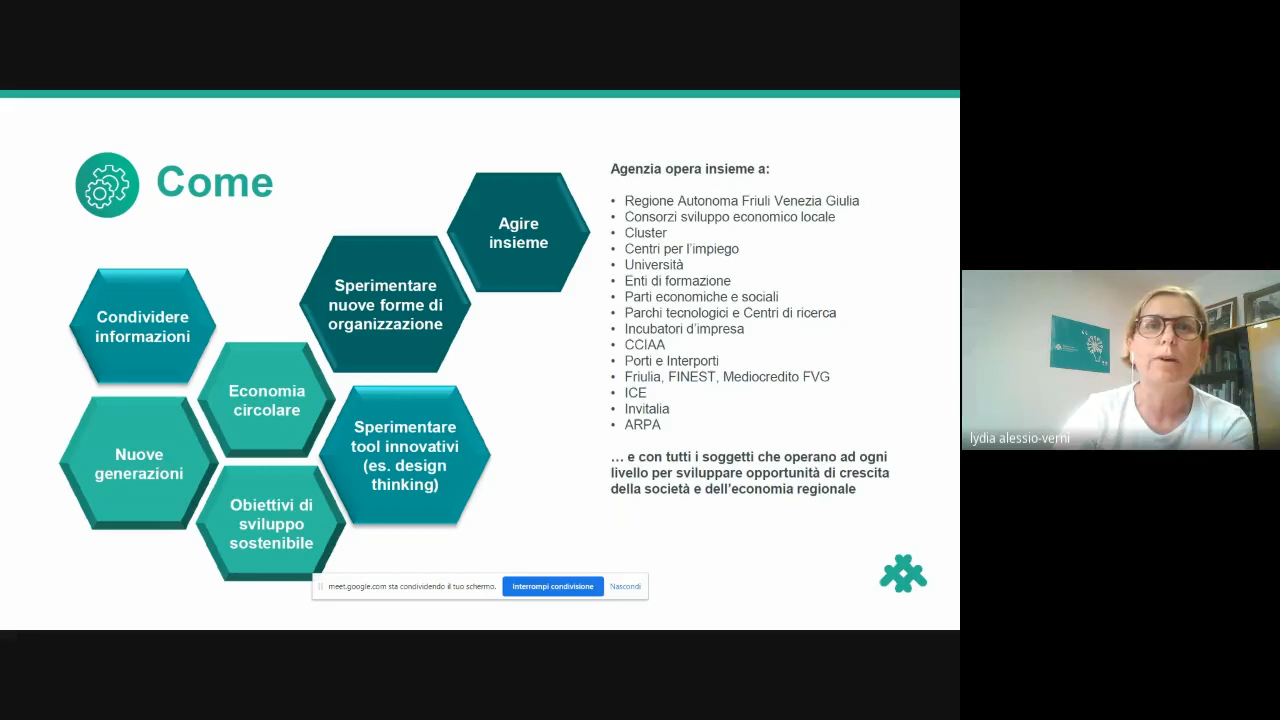 Come
Agire
insieme
Sperimentare
nuove forme di
organizzazione
Condividere
informazioni
Economia
circolare
Sperimentare
tool innovativi
(es. design
thinking)
Nuove
generazioni
Obiettivi di
sviluppo
sostenibile
Agenzia opera insieme a:
• Regione Autonoma Friuli Venezia Giulia
• Consorzi sviluppo economico locale
• Cluster
• Centri per l'impiego
• Università
• Enti di formazione
• Parti economiche e sociali
• Parchi tecnologici e Centri di ricerca
• Incubatori d'impresa
• CCIAA
• Porti e Interporti
• Friulia, FINEST, Mediocredito FVG
• ICE
• Invitalia
• ARPA
… e con tutti i soggetti che operano ad ogni
livello per sviluppare opportunità di crescita
della società e dell'economia regionale
meet.google.com sta condividendo il tuo schermo. Interrompi condivisione Nascondi
lydia alessio-vernì